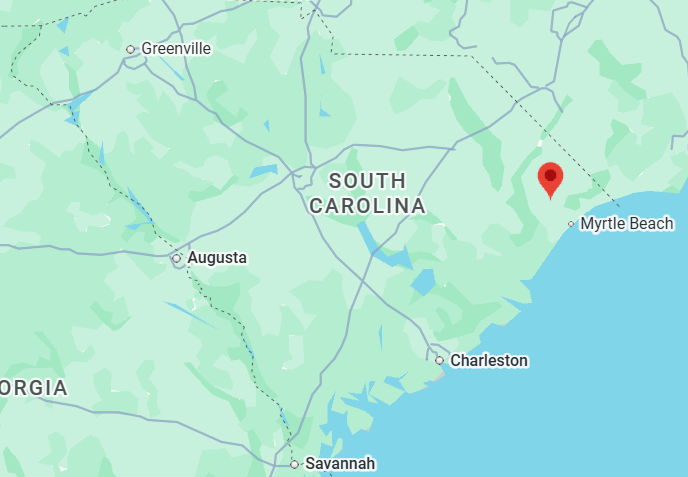 Greenville
SOUTH
CAROLINA
Myrtle Beach
Augusta
Charleston
ORGIA
Savannah